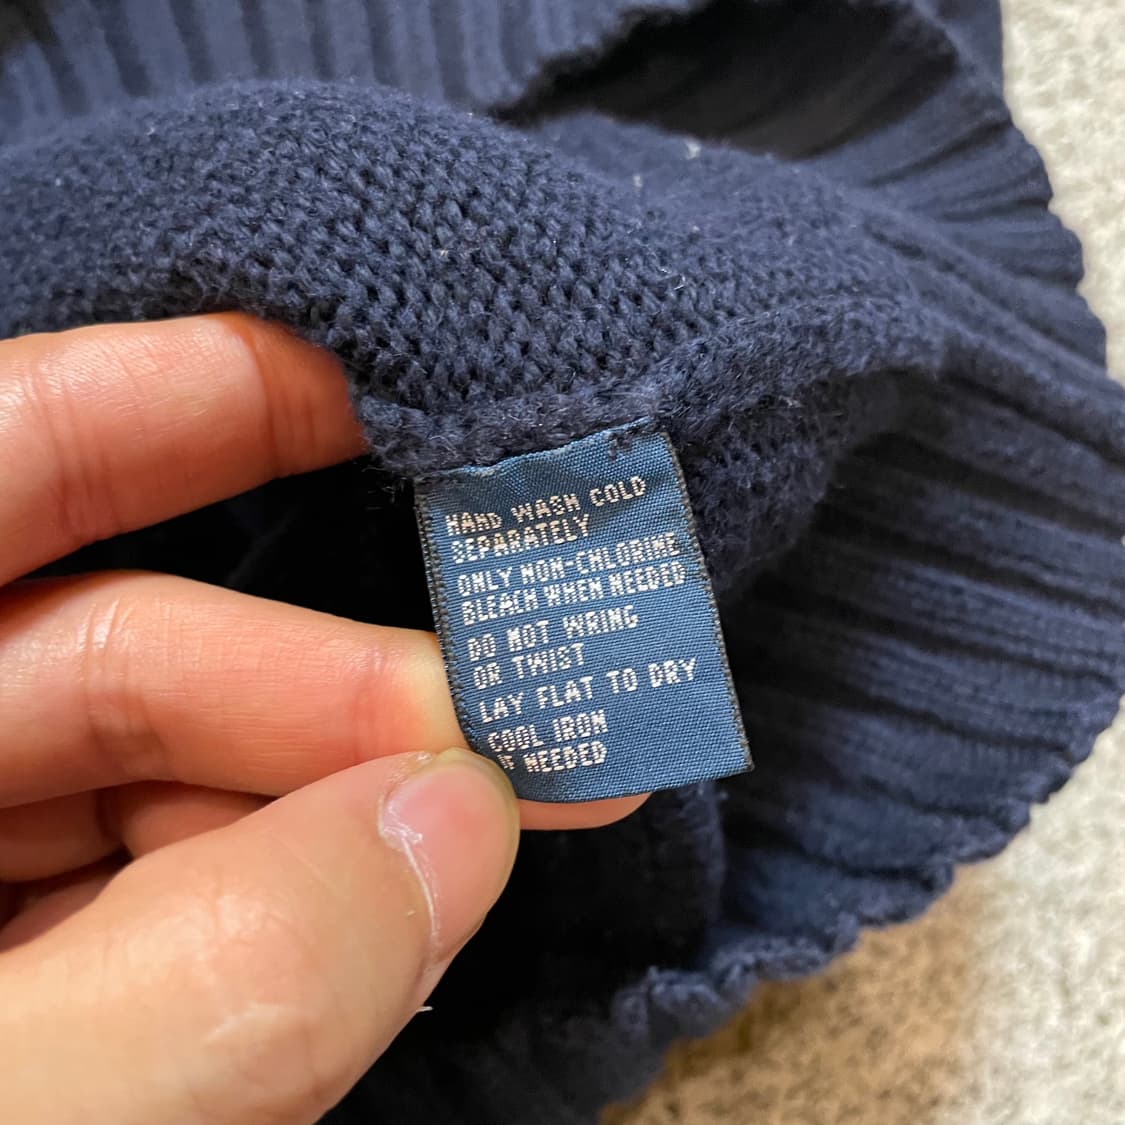 HAND WASH COLD
SEPARATELY
ONLY NON-CHLORINE
BLEACH WHEN NEEDED
DO NOT WRING
OR TWIST
LAY FLAT TO DRY
COOL IRON
IF NEEDED